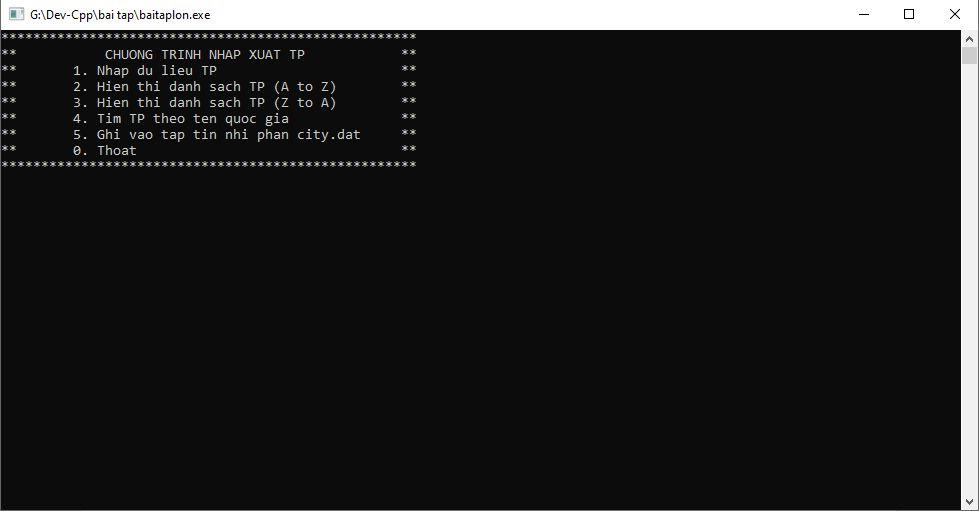 G:\Dev-Cpp\bai tap\baitaplon.exe
****************************************************
** CHUONG TRINH NHAP XUAT TP **
** 1. Nhap du lieu TP **
** 2. Hien thi danh sach TP (A to Z) **
** 3. Hien thi danh sach TP (Z to A) **
** 4. Tim TP theo ten quoc gia **
** 5. Ghi vao tap tin nhi phan city.dat **
** 0. Thoat **
****************************************************